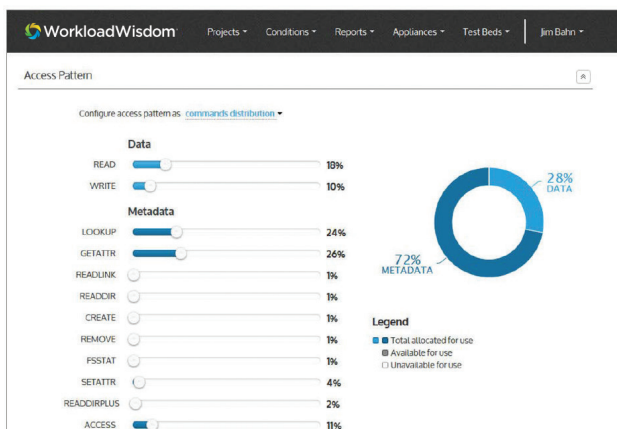 WorkloadWisdom Projects Conditions Reports Appliances Test Beds Jim Bahn
Access Pattern
Configure access pattern as commands distribution
Data
READ 18%
WRITE 10%
Metadata
LOOKUP 24%
GETATTR 26%
READLINK 1%
READDIR 1%
CREATE 1%
REMOVE 1%
FSSTAT 1%
SETATTR 4%
READDIRPLUS 2%
ACCESS 11%
28%
DATA
72%
METADATA
Legend
Total allocated for use
Available for use
Unavailable for use